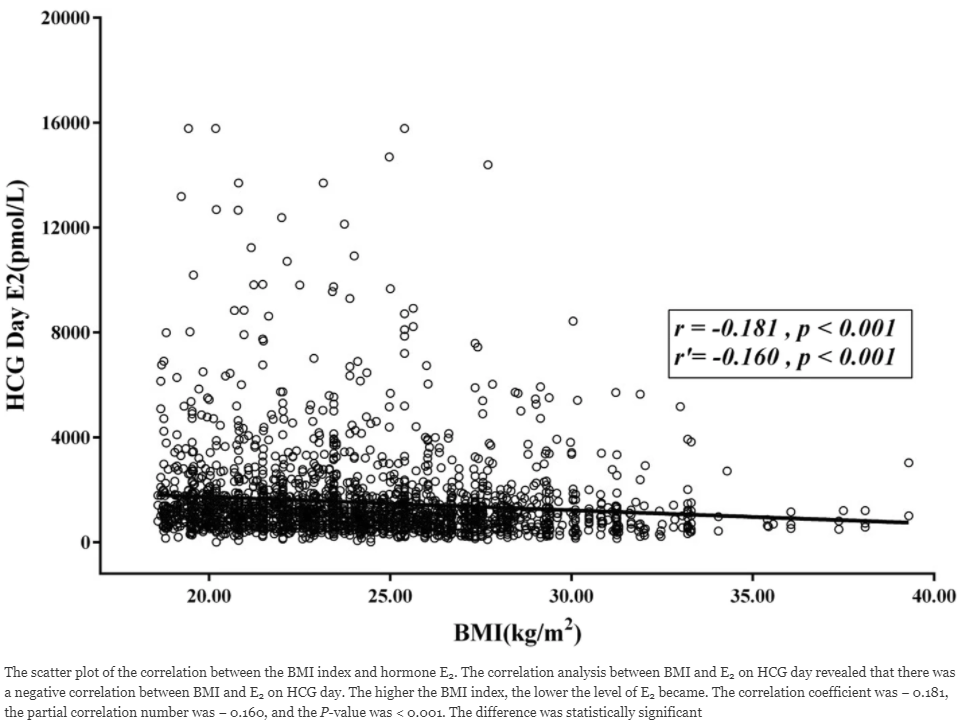 20000
16000
12000
8000
4000
0
HCG Day E2(pmol/L)
r = -0.181 , p < 0.001
r'= -0.160 , p < 0.001
20.00 25.00 30.00 35.00 40.00
BMI(kg/m²)
The scatter plot of the correlation between the BMI index and hormone E₂. The correlation analysis between BMI and E₂ on HCG day revealed that there was
a negative correlation between BMI and E₂ on HCG day. The higher the BMI index, the lower the level of E₂ became. The correlation coefficient was − 0.181,
the partial correlation number was − 0.160, and the P-value was < 0.001. The difference was statistically significant